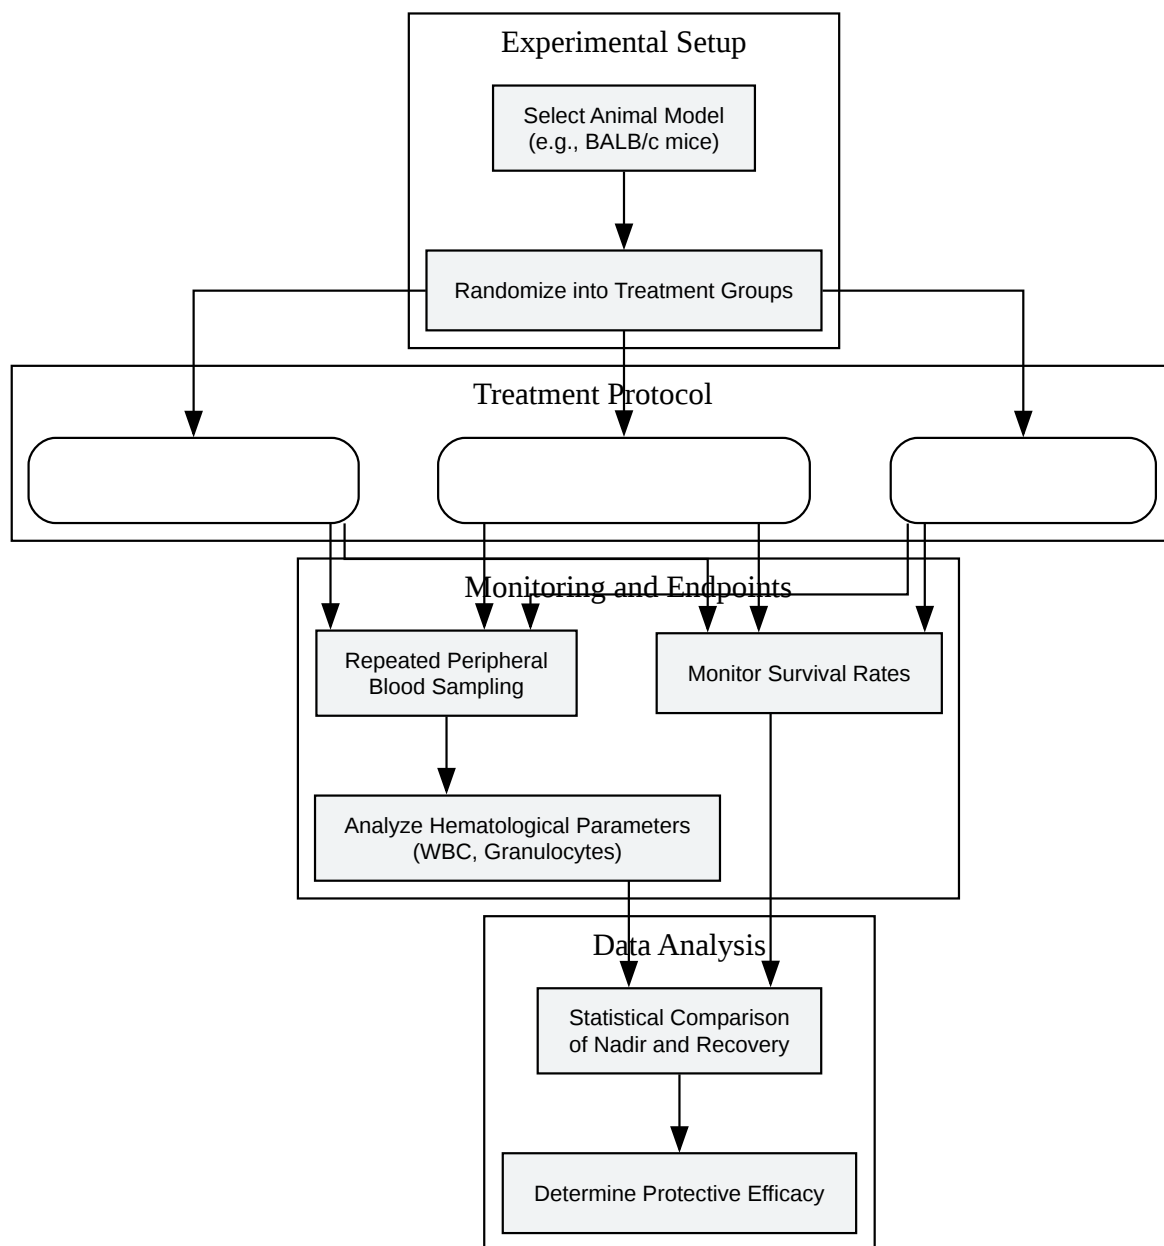 Experimental Setup
Select Animal Model
(e.g., BALB/c mice)
Randomize into Treatment Groups
Treatment Protocol
Monitoring and Endpoints
Repeated Peripheral
Blood Sampling
Monitor Survival Rates
Analyze Hematological Parameters
(WBC, Granulocytes)
Data Analysis
Statistical Comparison
of Nadir and Recovery
Determine Protective Efficacy